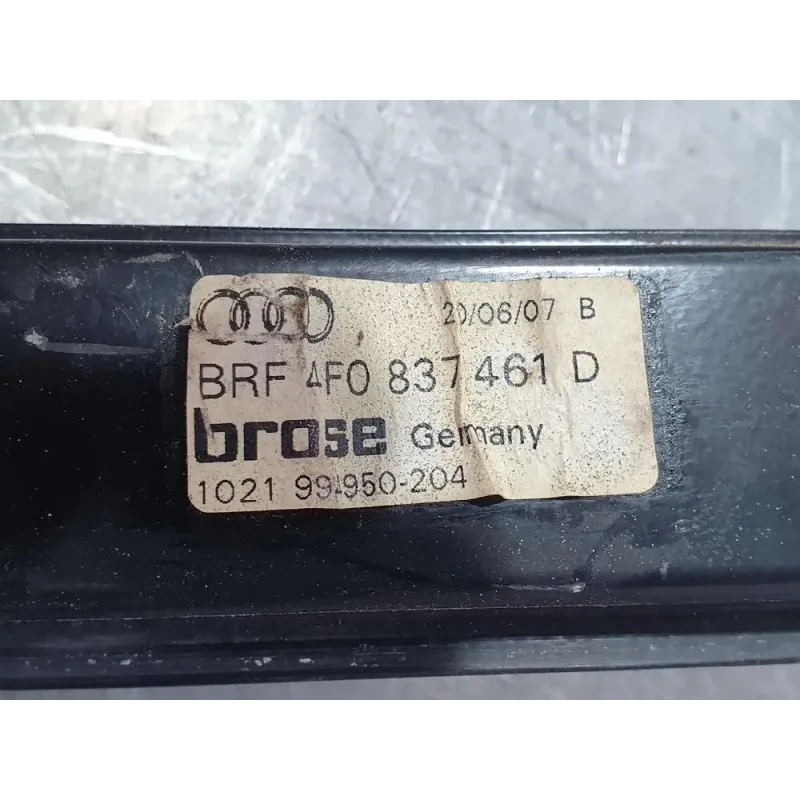 20/06/07 B
BRF 4F0 837 461 D
brose Germany
1021 994950-204